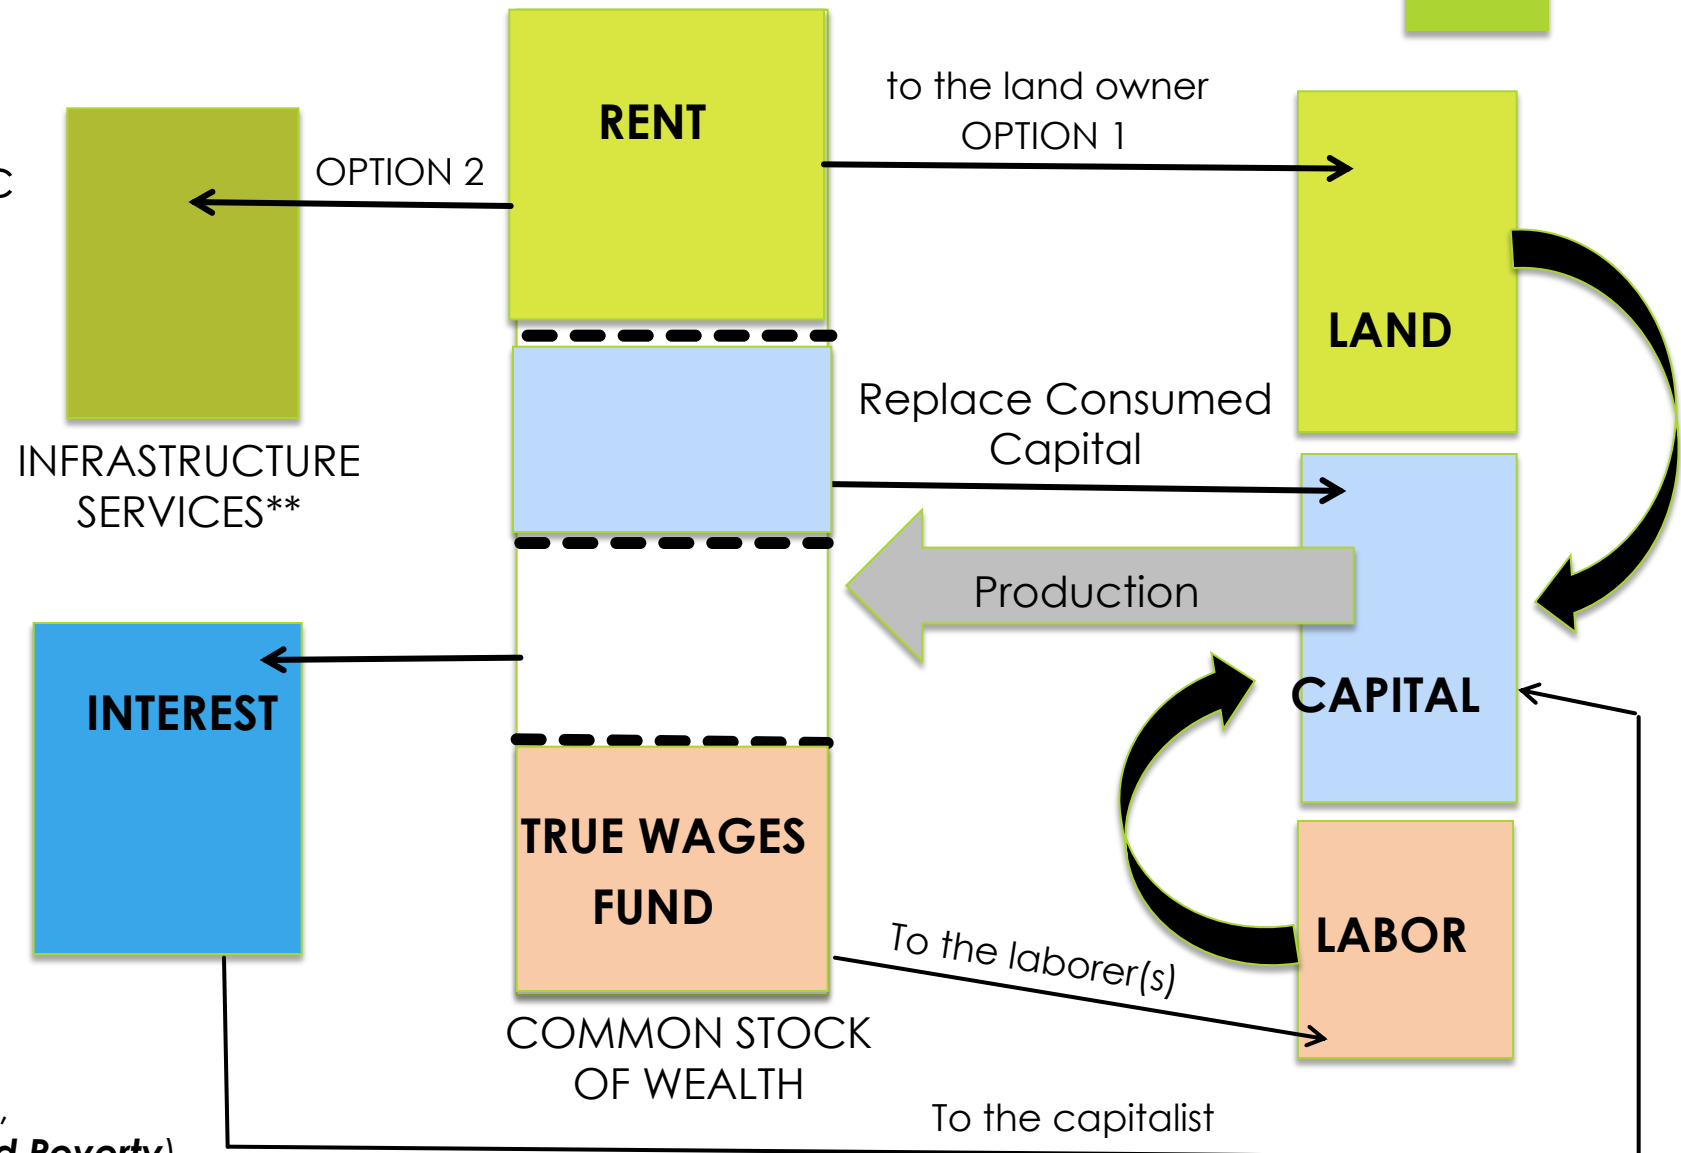 RENT
to the land owner
OPTION 1
C
OPTION 2
LAND
Replace Consumed
Capital
INFRASTRUCTURE
SERVICES**
Production
INTEREST
CAPITAL
TRUE WAGES
FUND
To the laborer(s)
LABOR
COMMON STOCK
OF WEALTH
To the capitalist
,
d Poverty)